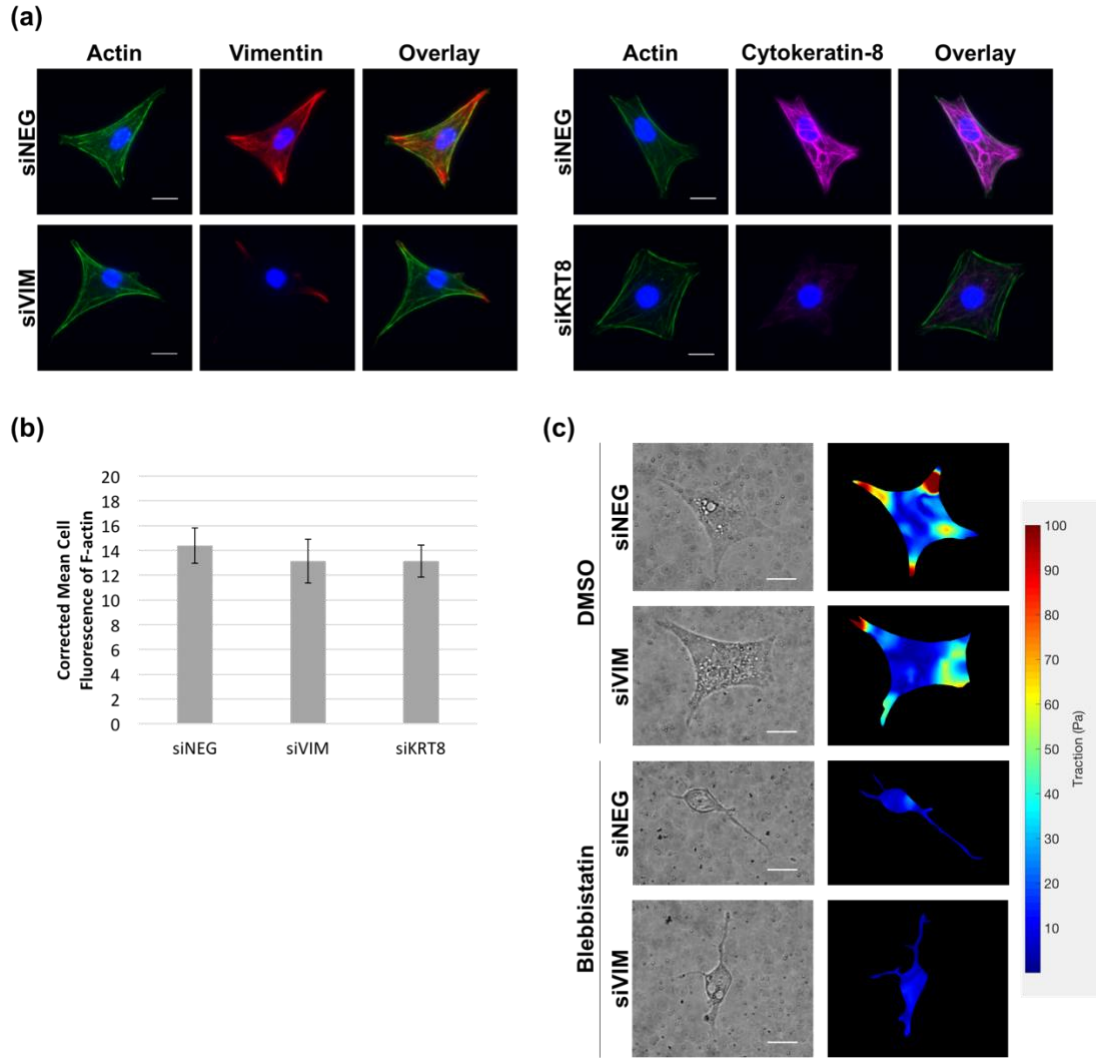 (a)
Actin Vimentin Overlay
siNEG
siVIM
Actin Cytokeratin-8 Overlay
siNEG
siKRT8
(b)
Corrected Mean Cell
Fluorescence of F-actin
20
18
16
14
12
10
8
6
4
2
0
siNEG siVIM siKRT8
(c)
DMSO
siNEG
siVIM
Blebbistatin
siNEG
siVIM
100
90
80
70
60
50
40
30
20
10
Traction (Pa)